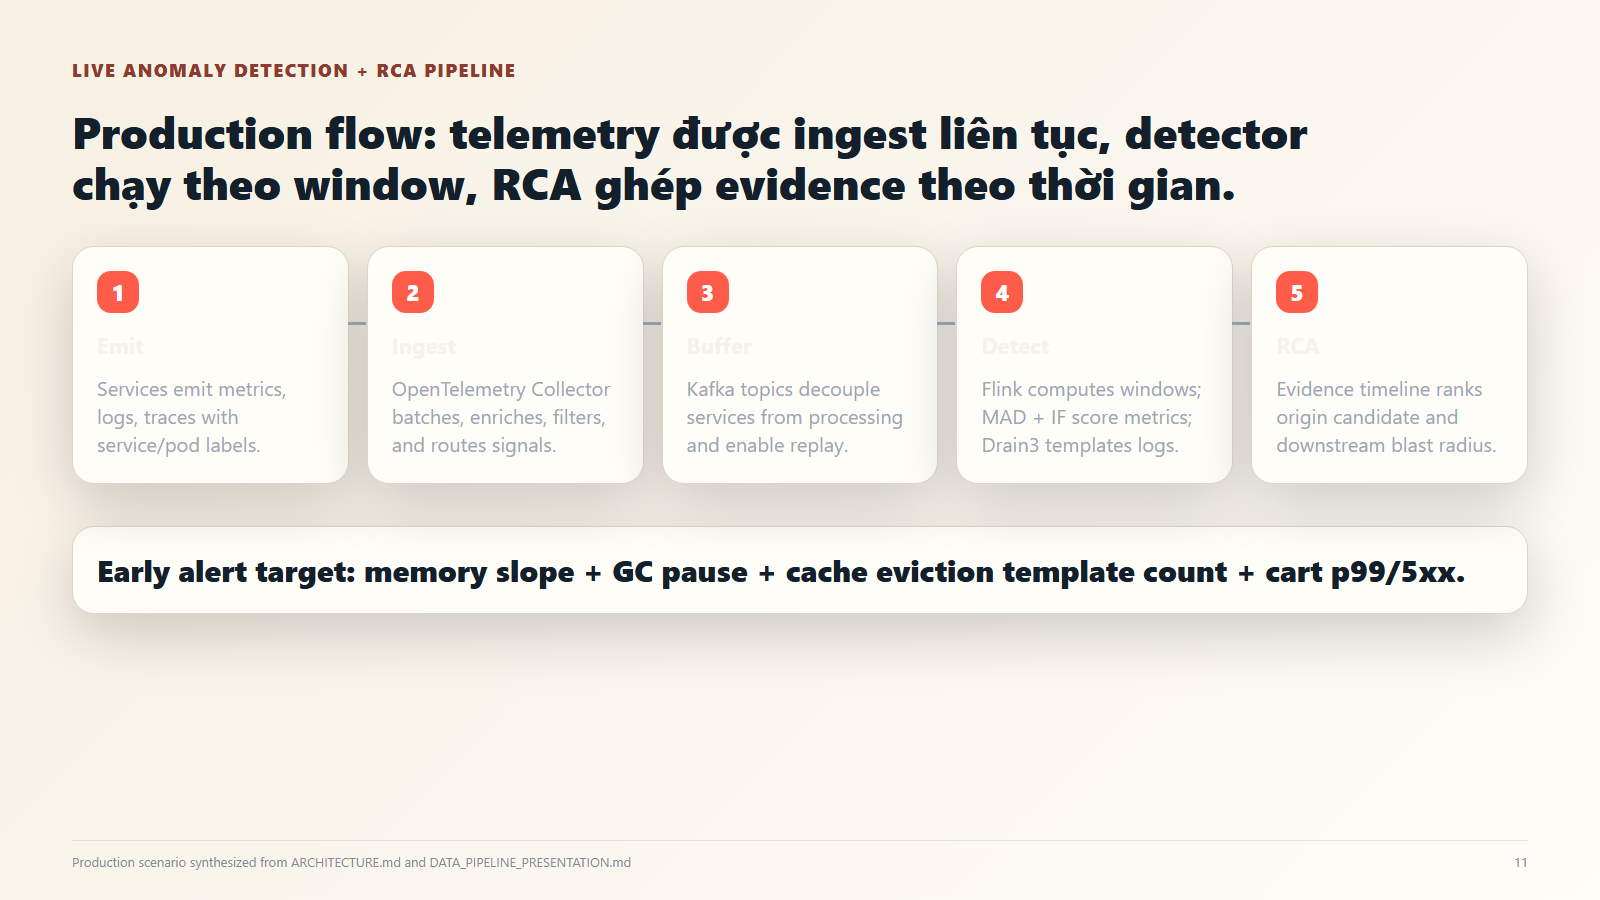 LIVE ANOMALY DETECTION + RCA PIPELINE
Production flow: telemetry được ingest liên tục, detector
chạy theo window, RCA ghép evidence theo thời gian.
1
Emit
Services emit metrics,
logs, traces with
service/pod labels.
2
Ingest
OpenTelemetry Collector
batches, enriches, filters,
and routes signals.
3
Buffer
Kafka topics decouple
services from processing
and enable replay.
4
Detect
Flink computes windows;
MAD + IF score metrics;
Drain3 templates logs.
5
RCA
Evidence timeline ranks
origin candidate and
downstream blast radius.
Early alert target: memory slope + GC pause + cache eviction template count + cart p99/5xx.
Production scenario synthesized from ARCHITECTURE.md and DATA_PIPELINE_PRESENTATION.md
11